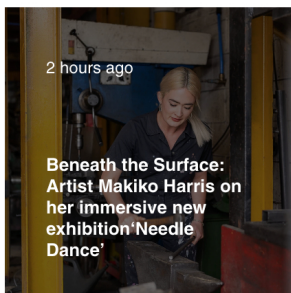 2 hours ago
Beneath the Surface:
Artist Makiko Harris on
her immersive new
exhibition‘Needle
Dance’